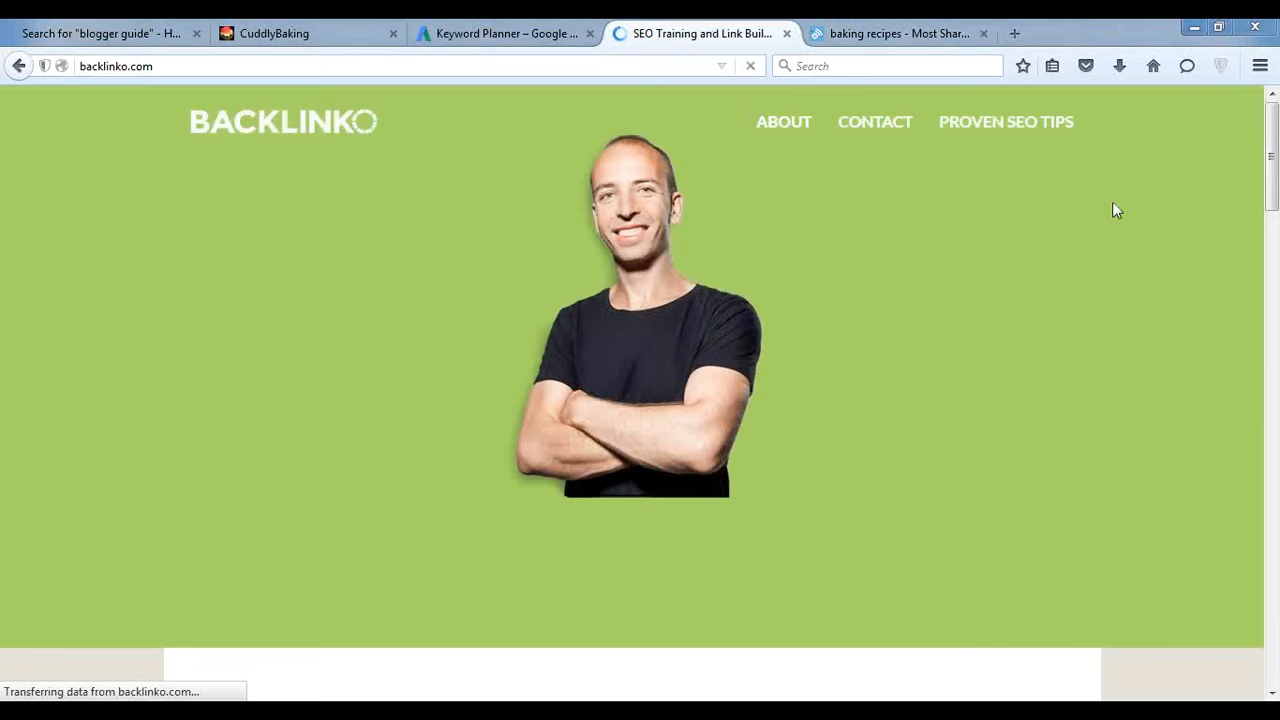 Search for "blogger guide" - H...
CuddlyBaking
Keyword Planner – Google ...
SEO Training and Link Buil...
baking recipes - Most Shar...
backlinko.com
Search
BACKLINKO
ABOUT
CONTACT
PROVEN SEO TIPS
Transferring data from backlinko.com...